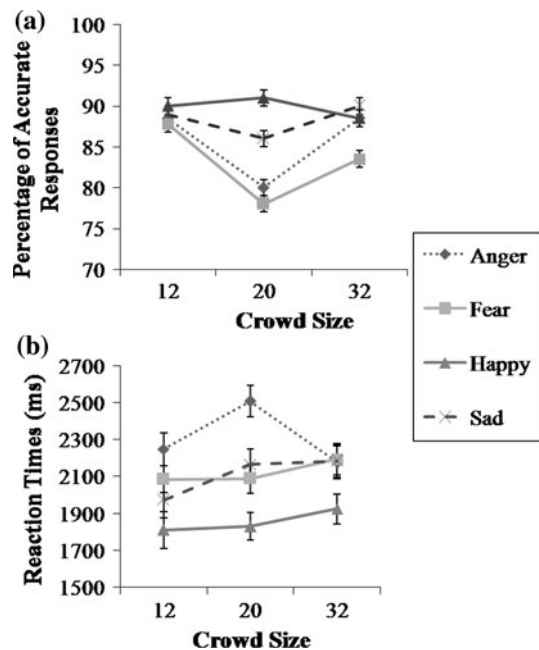 (a)
100
95
90
85
80
75
70
Percentage of Accurate
Responses
12 20 32
Crowd Size
Anger
Fear
Happy
Sad
(b)
2700
2500
2300
2100
1900
1700
1500
Reaction Times (ms)
12 20 32
Crowd Size